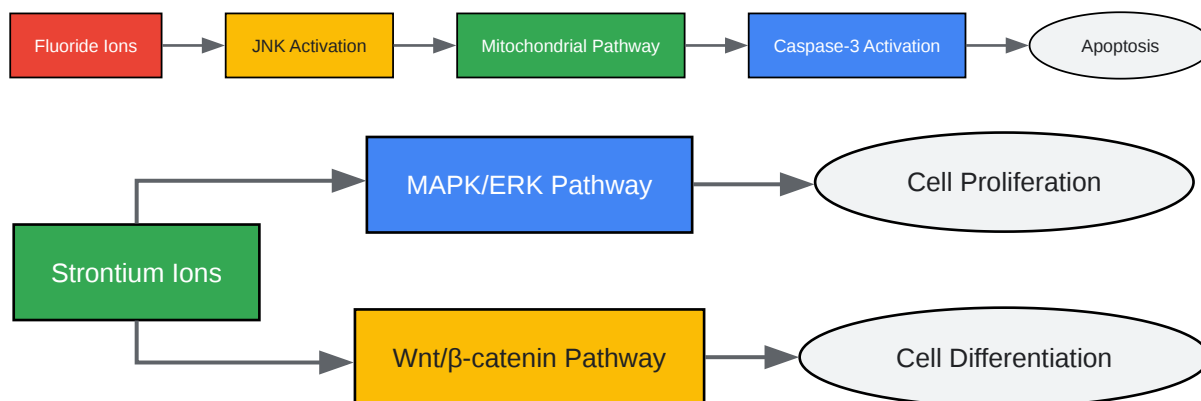 Fluoride Ions
JNK Activation
Mitochondrial Pathway
Caspase-3 Activation
Apoptosis
MAPK/ERK Pathway
Cell Proliferation
Strontium Ions
Wnt/β-catenin Pathway
Cell Differentiation